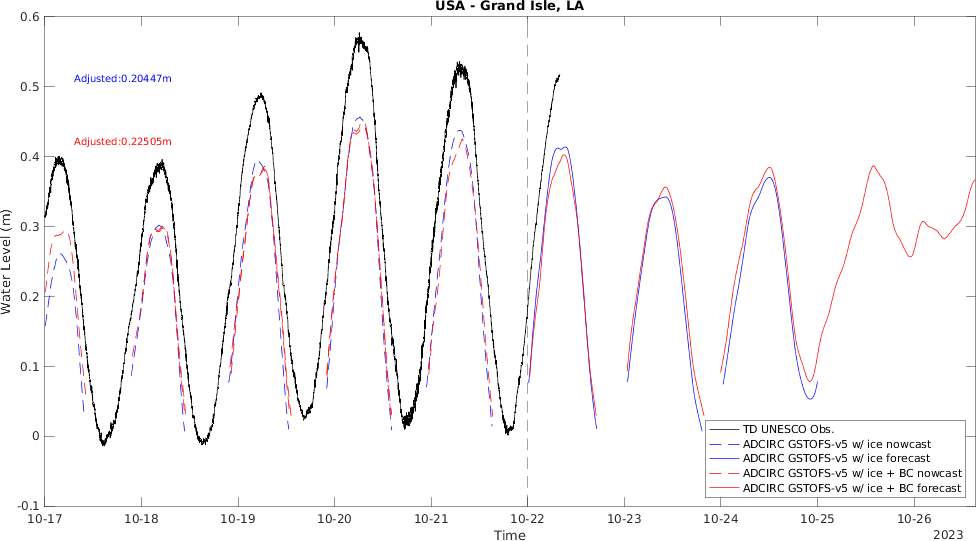 USA - Grand Isle, LA
0.6
0.5
0.4
0.3
0.2
0.1
0
-0.1
Water Level (m)
Adjusted:0.20447m
Adjusted:0.22505m
TD UNESCO Obs.
ADCIRC GSTOFS-v5 w/ ice nowcast
ADCIRC GSTOFS-v5 w/ ice forecast
ADCIRC GSTOFS-v5 w/ ice + BC nowcast
ADCIRC GSTOFS-v5 w/ ice + BC forecast
10-17 10-18 10-19 10-20 10-21 10-22 10-23 10-24 10-25 10-26
Time
2023